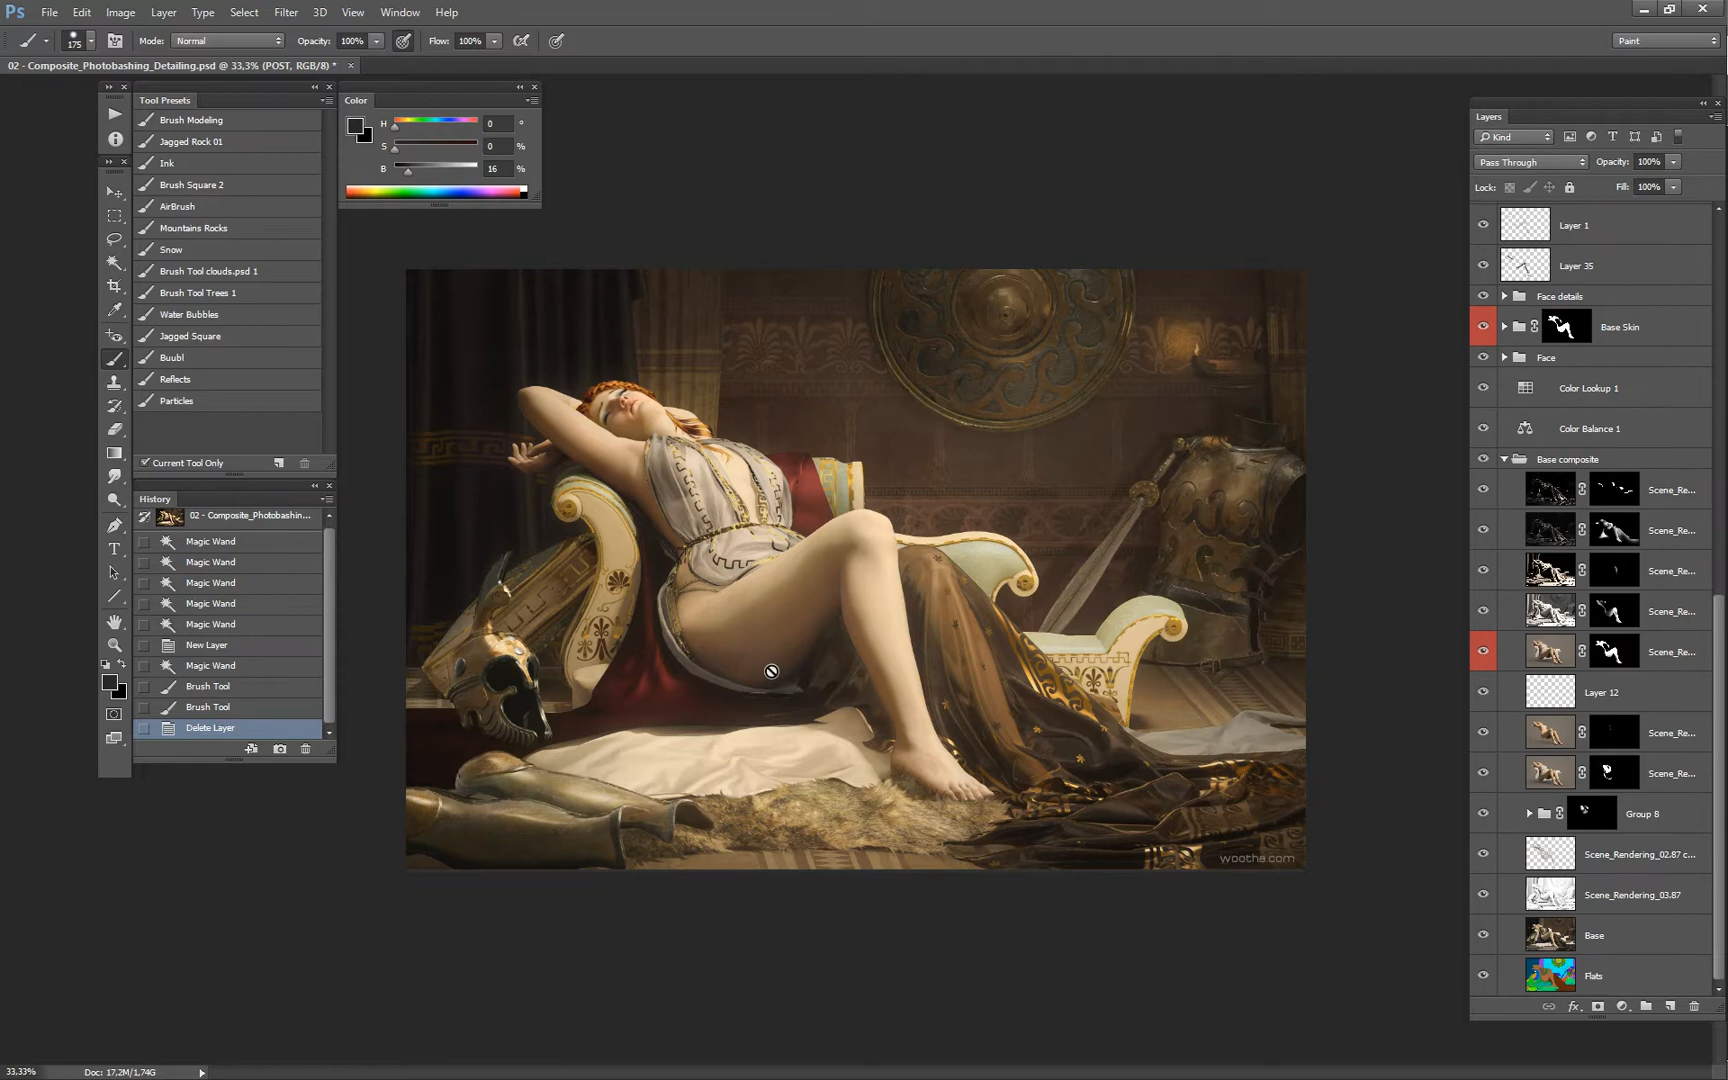 Ps File Edit Image Layer Type Select Filter 3D View Window Help
175 Mode: Normal Opacity: 100% Flow: 100% Paint
02 - Composite_Photobashing_Detailing.psd @ 33,3% (POST, RGB/8) *
Tool Presets
Brush Modeling
Jagged Rock 01
Ink
Brush Square 2
AirBrush
Mountains Rocks
Snow
Brush Tool clouds.psd 1
Brush Tool Trees 1
Water Bubbles
Jagged Square
Buubl
Reflects
Particles
Current Tool Only
History
02 - Composite_Photobashin...
Magic Wand
Magic Wand
Magic Wand
Magic Wand
Magic Wand
New Layer
Magic Wand
Brush Tool
Brush Tool
Delete Layer
Color
H 0 °
S 0 %
B 16 %
wootha.com
Layers
Kind
Pass Through Opacity: 100%
Lock: Fill: 100%
Layer 1
Layer 35
Face details
Base Skin
Face
Color Lookup 1
Color Balance 1
Base composite
Scene_Re...
Scene_Re...
Scene_Re...
Scene_Re...
Scene_Re...
Layer 12
Scene_Re...
Scene_Re...
Group 8
Scene_Rendering_02.87 c...
Scene_Rendering_03.87
Base
Flats
33,33% Doc: 17,2M/1,74G